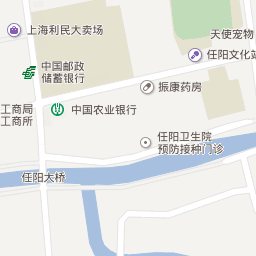 天使宠物
上海利民大卖场
任阳文化站
中国邮政
储蓄银行
振康药房
工商局
工商所
中国农业银行
任阳卫生院
预防接种门诊
任阳大桥